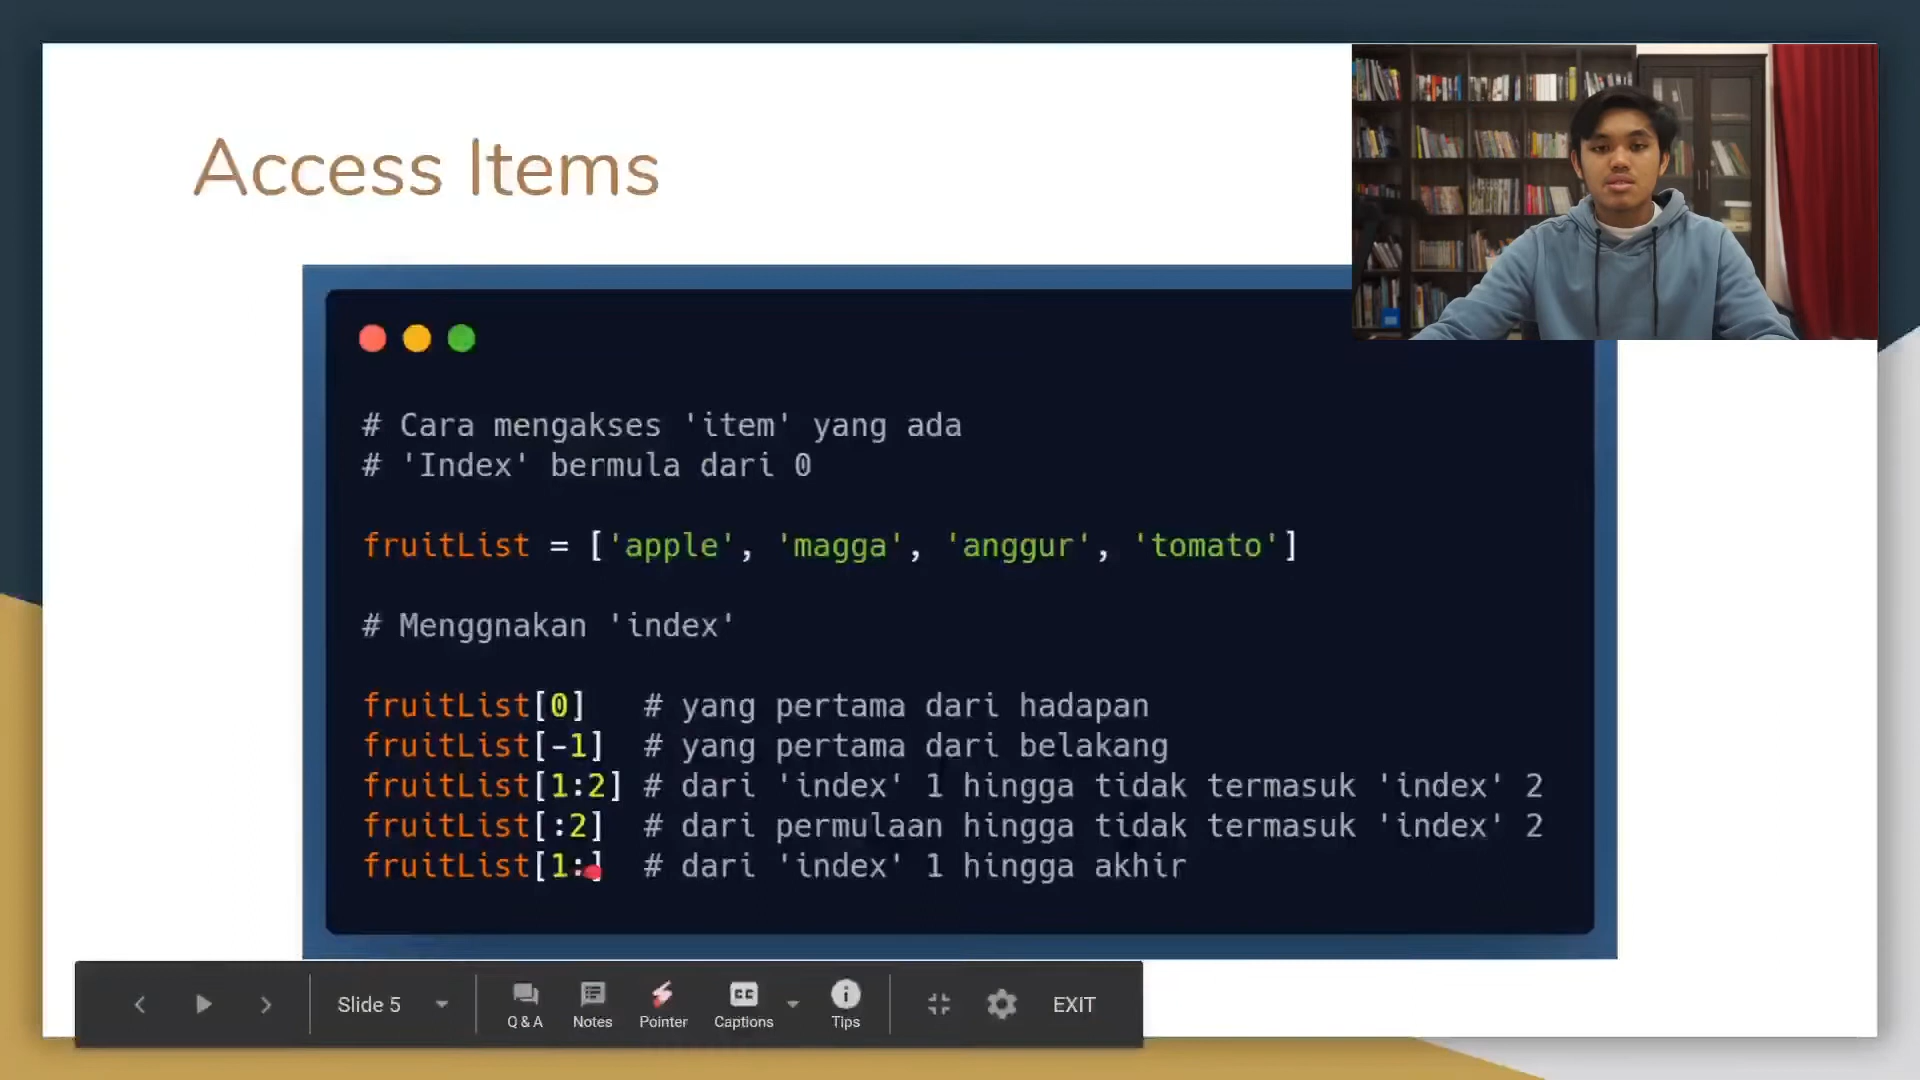 Access Items
# Cara mengakses 'item' yang ada
# 'Index' bermula dari 0
fruitList = ['apple', 'magga', 'anggur', 'tomato']
# Menggnakan 'index'
fruitList[0] # yang pertama dari hadapan
fruitList[-1] # yang pertama dari belakang
fruitList[1:2] # dari 'index' 1 hingga tidak termasuk 'index' 2
fruitList[:2] # dari permulaan hingga tidak termasuk 'index' 2
fruitList[1:] # dari 'index' 1 hingga akhir
Slide 5 Q & A Notes Pointer CC Captions Tips EXIT